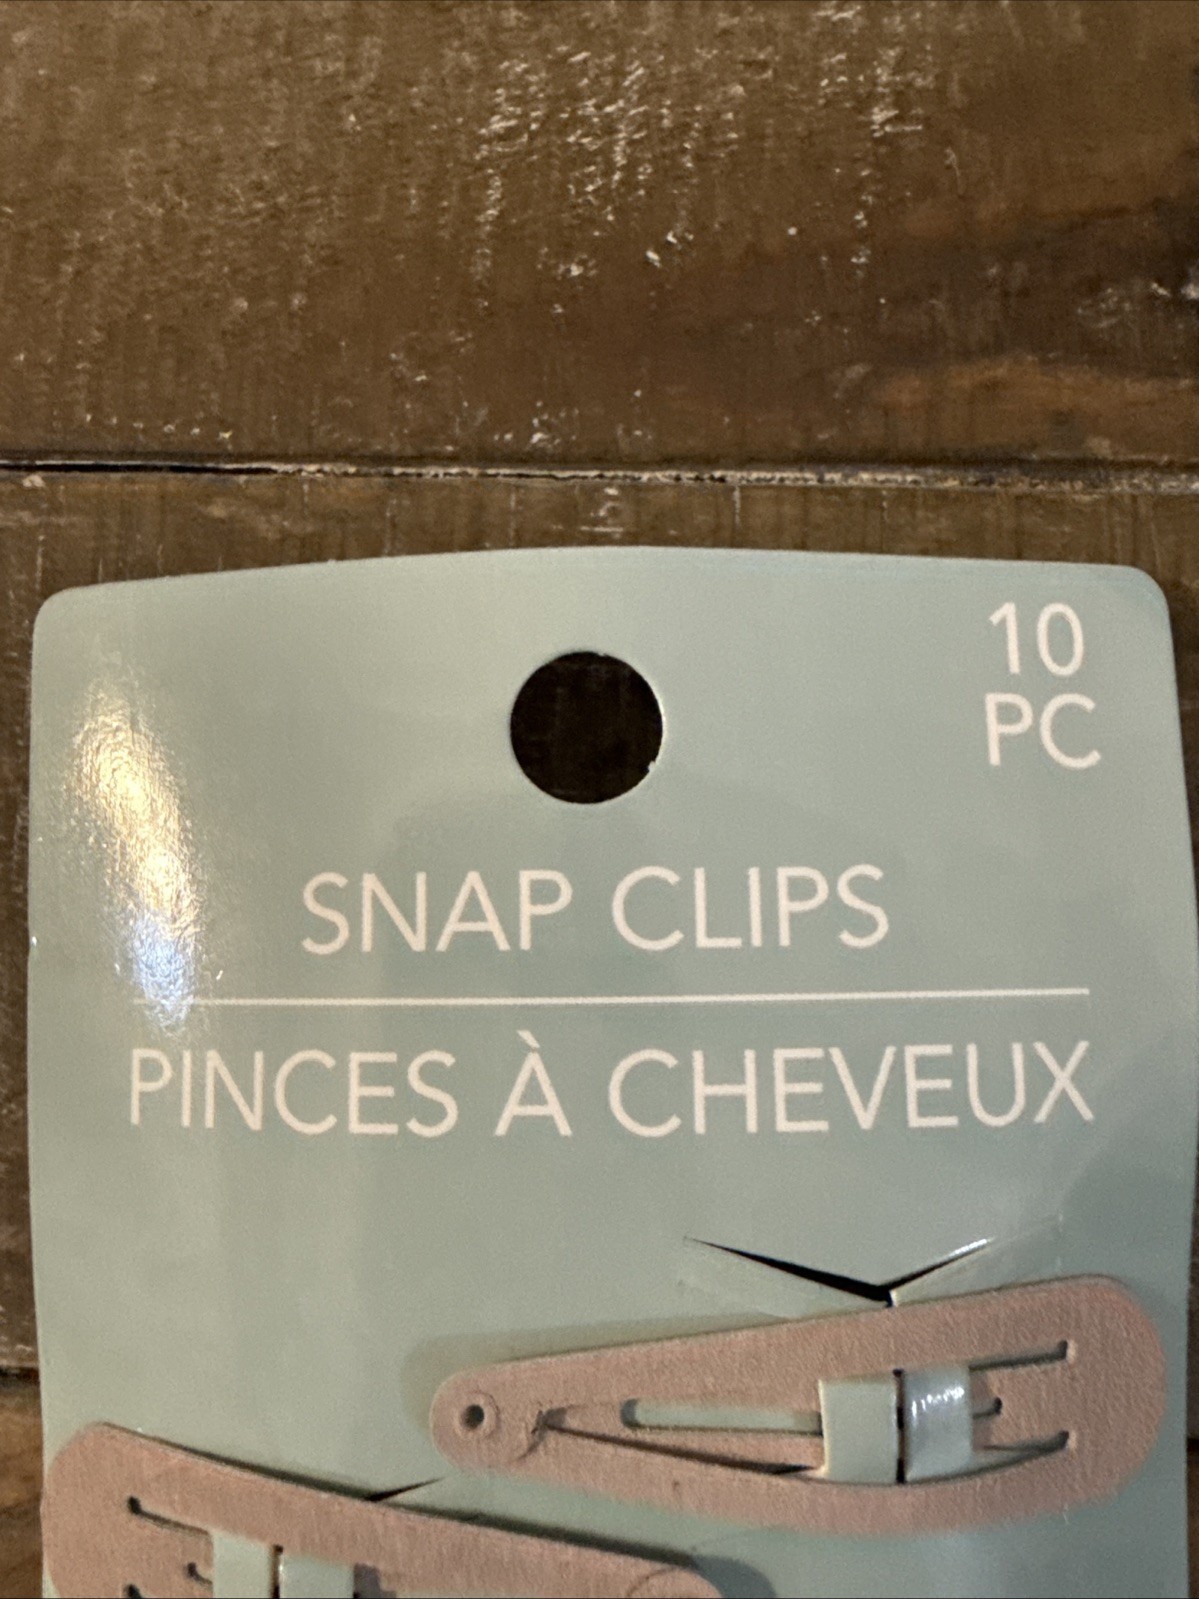 10
PC
SNAP CLIPS
PINCES À CHEVEUX